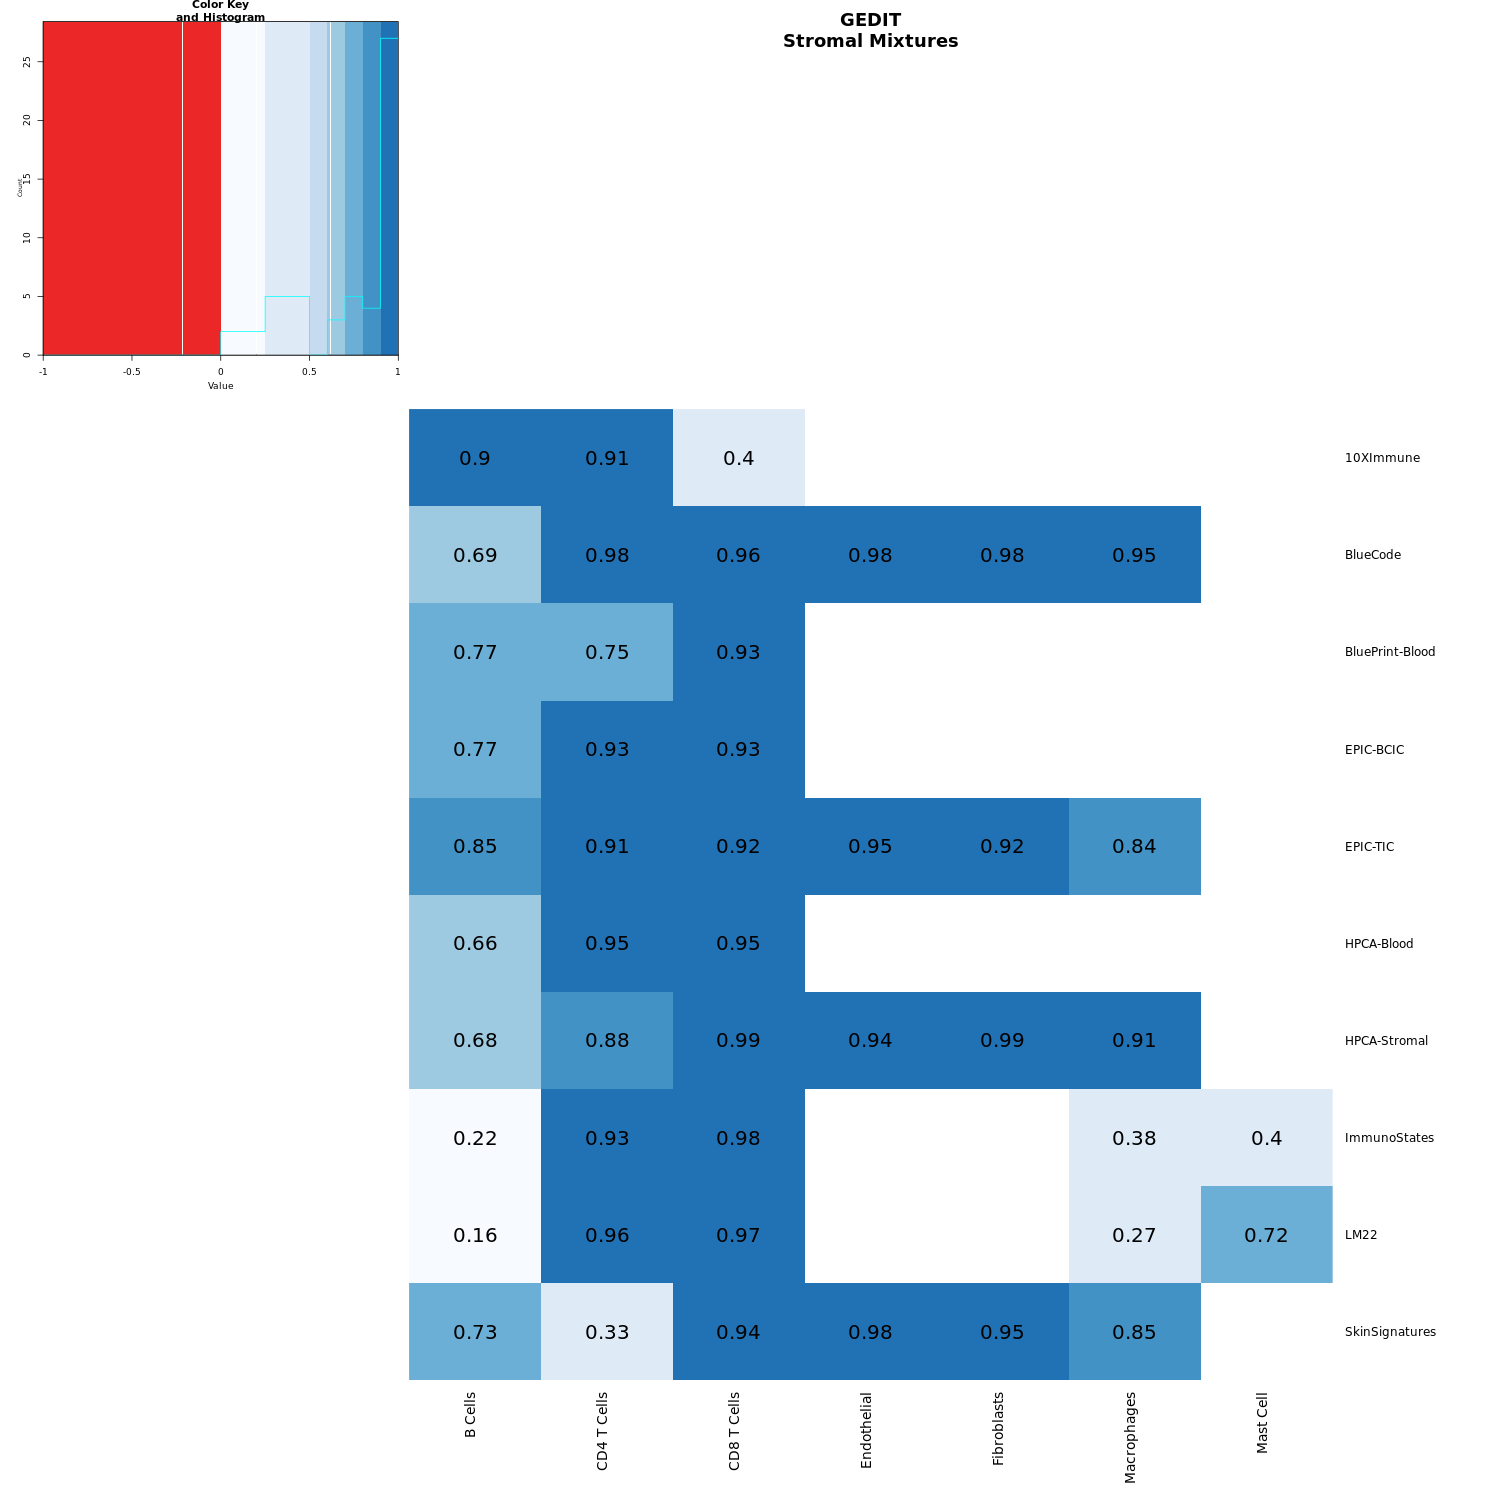 Color Key
and Histogram
GEDIT
Stromal Mixtures
Count
0
5
10
15
20
25
-1 -0.5 0 0.5 1
Value
0.9 0.91 0.4 10XImmune
0.69 0.98 0.96 0.98 0.98 0.95 BlueCode
0.77 0.75 0.93 BluePrint-Blood
0.77 0.93 0.93 EPIC-BCIC
0.85 0.91 0.92 0.95 0.92 0.84 EPIC-TIC
0.66 0.95 0.95 HPCA-Blood
0.68 0.88 0.99 0.94 0.99 0.91 HPCA-Stromal
0.22 0.93 0.98 0.38 0.4 ImmunoStates
0.16 0.96 0.97 0.27 0.72 LM22
0.73 0.33 0.94 0.98 0.95 0.85 SkinSignatures
B Cells
CD4 T Cells
CD8 T Cells
Endothelial
Fibroblasts
Macrophages
Mast Cell